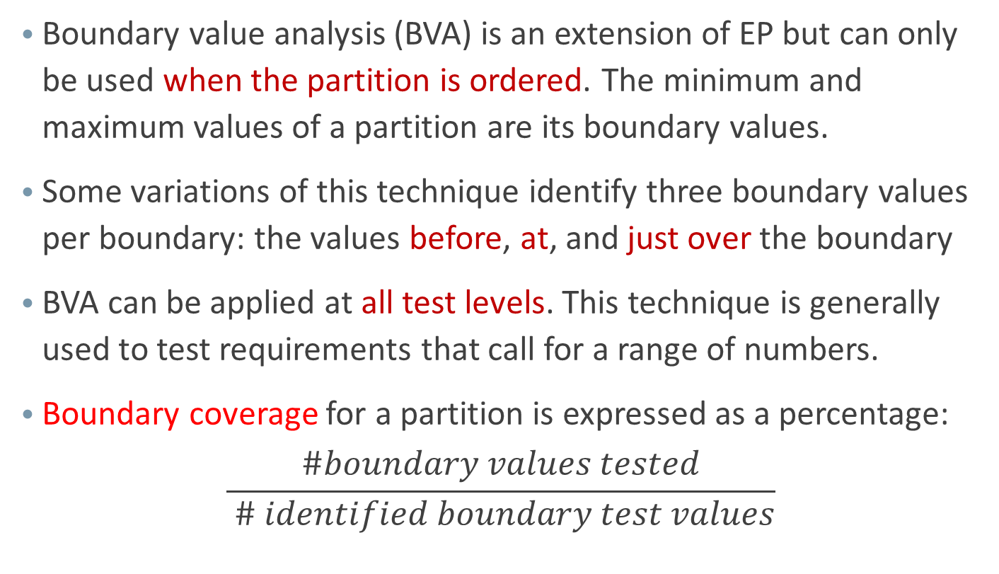 • Boundary value analysis (BVA) is an extension of EP but can only
be used when the partition is ordered. The minimum and
maximum values of a partition are its boundary values.
• Some variations of this technique identify three boundary values
per boundary: the values before, at, and just over the boundary
• BVA can be applied at all test levels. This technique is generally
used to test requirements that call for a range of numbers.
• Boundary coverage for a partition is expressed as a percentage:
#boundary values tested
# identified boundary test values